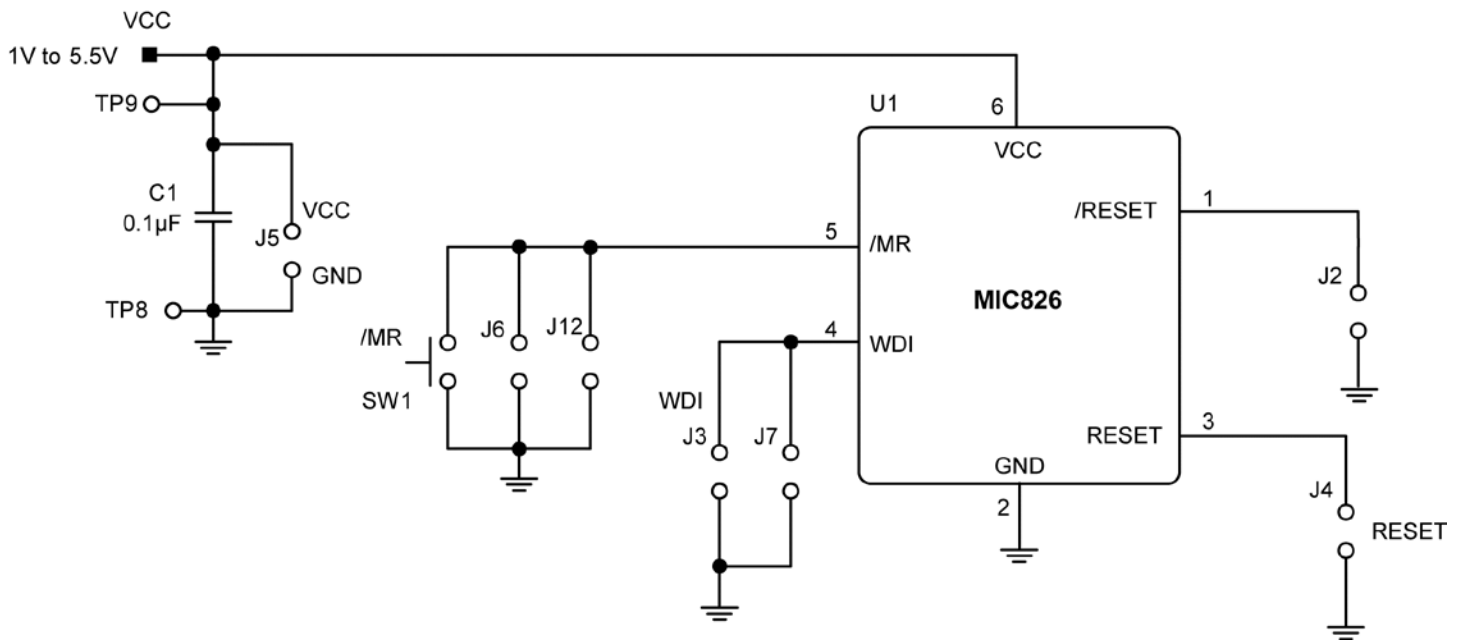 VCC
1V to 5.5V
TP9
C1
0.1µF
VCC
J5
GND
TP8
U1
6
VCC
/RESET
1
5
/MR
MIC826
J2
/MR
J6
J12
SW1
4
WDI
WDI
J3
J7
RESET
3
GND
2
J4
RESET